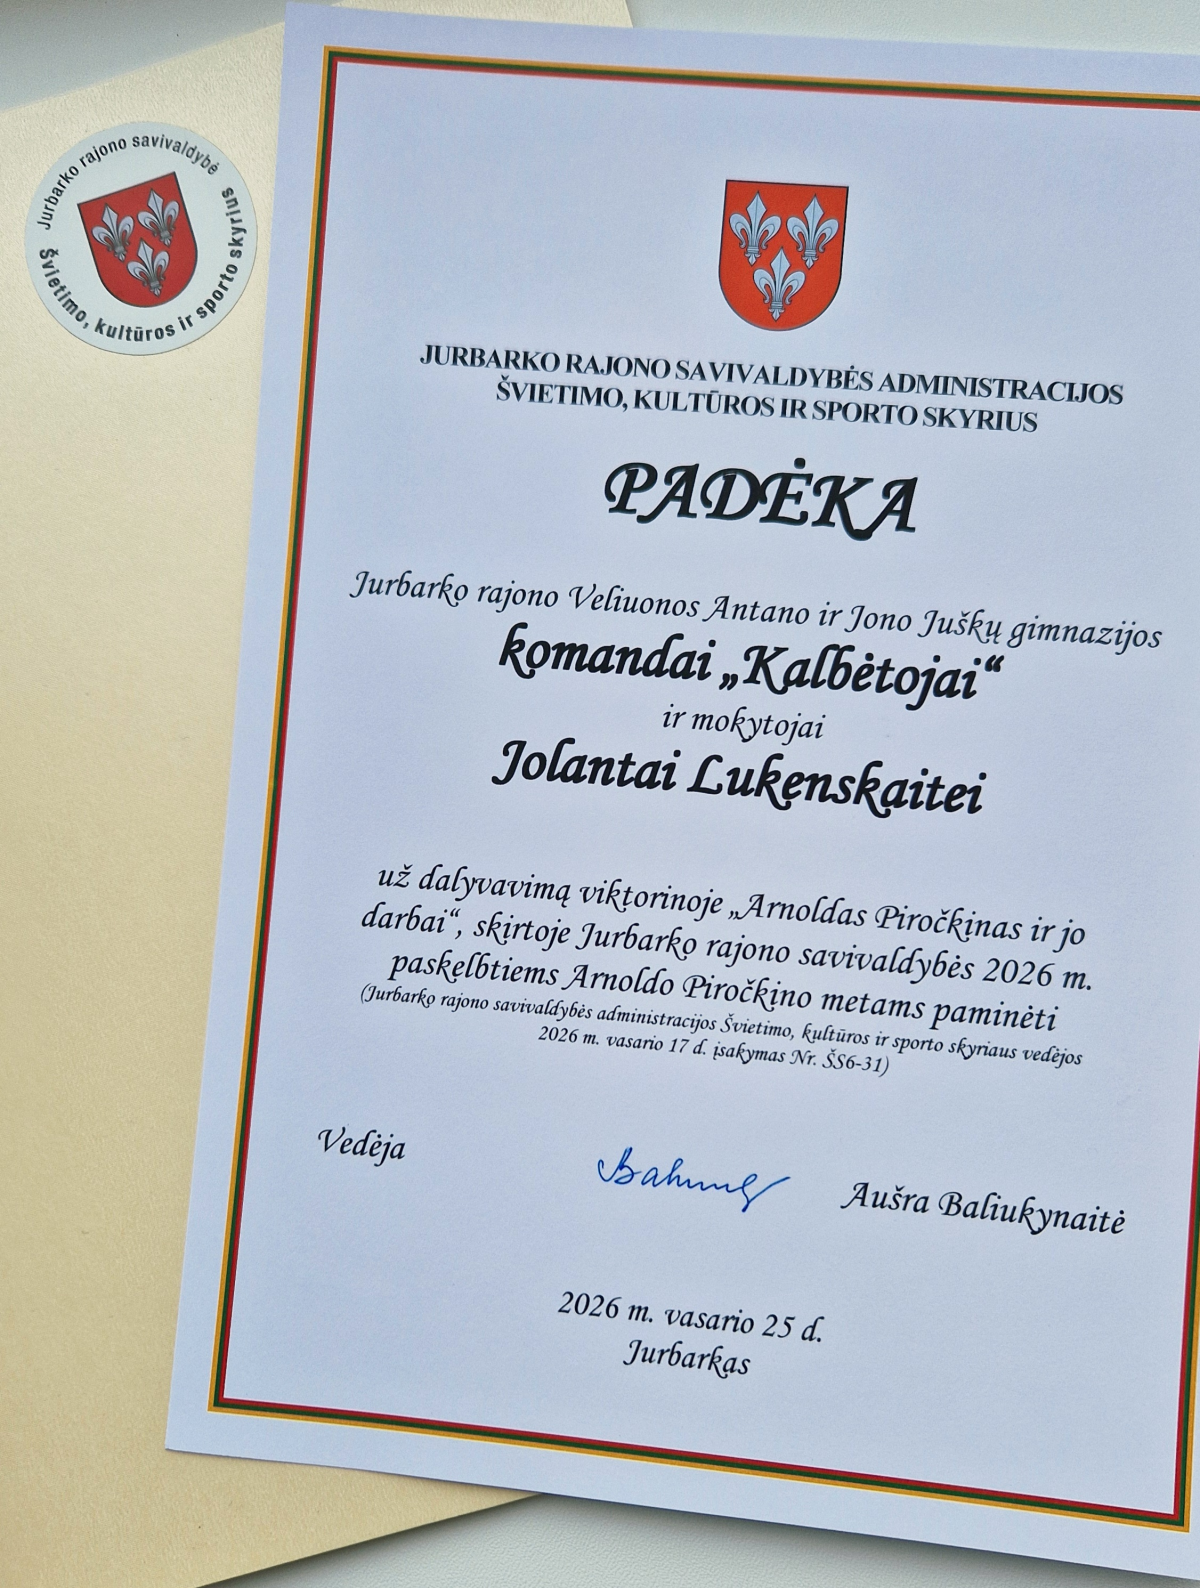 Jurbarko rajono savivaldybė
Švietimo, kultūros ir sporto skyrius
JURBARKO RAJONO SAVIVALDYBĖS ADMINISTRACIJOS
ŠVIETIMO, KULTŪROS IR SPORTO SKYRIUS
PADĖKA
Jurbarko rajono Veliuonos Antano ir Jono Juškų gimnazijos
komandai „Kalbėtojai“
ir mokytojai
Jolantai Lukenskaitei
už dalyvavimą viktorinoje „Arnoldas Piročkinas ir jo
darbai“, skirtoje Jurbarko rajono savivaldybės 2026 m.
paskelbtiems Arnoldo Piročkino metams paminėti
(Jurbarko rajono savivaldybės administracijos Švietimo, kultūros ir sporto skyriaus vedėjos
2026 m. vasario 17 d. įsakymas Nr. ŠS6-31)
Vedėja
Aušra Baliukynaitė
2026 m. vasario 25 d.
Jurbarkas